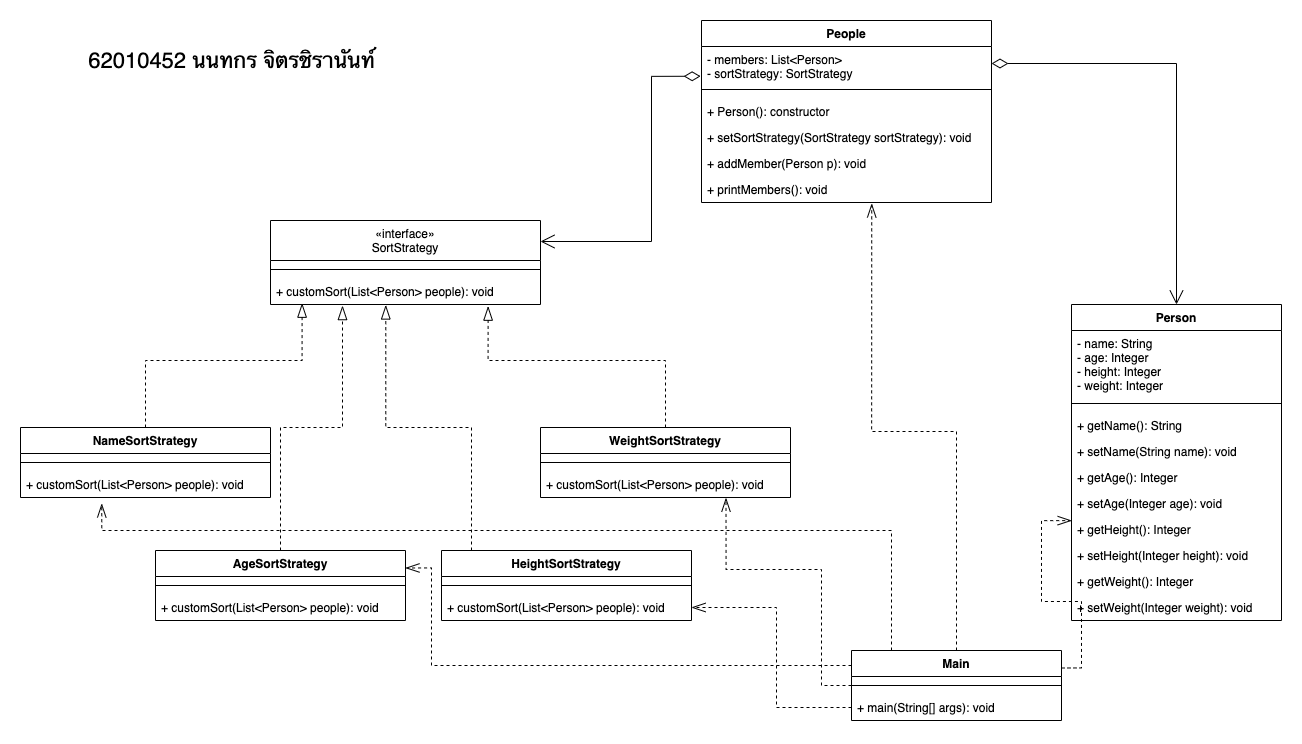 62010452 นนทกร จิตรชิรานันท์
People
- members: List<Person>
- sortStrategy: SortStrategy
+ Person(): constructor
+ setSortStrategy(SortStrategy sortStrategy): void
+ addMember(Person p): void
+ printMembers(): void
«interface»
SortStrategy
+ customSort(List<Person> people): void
Person
- name: String
- age: Integer
- height: Integer
- weight: Integer
+ getName(): String
+ setName(String name): void
+ getAge(): Integer
+ setAge(Integer age): void
+ getHeight(): Integer
+ setHeight(Integer height): void
+ getWeight(): Integer
+ setWeight(Integer weight): void
NameSortStrategy
+ customSort(List<Person> people): void
WeightSortStrategy
+ customSort(List<Person> people): void
AgeSortStrategy
+ customSort(List<Person> people): void
HeightSortStrategy
+ customSort(List<Person> people): void
Main
+ main(String[] args): void